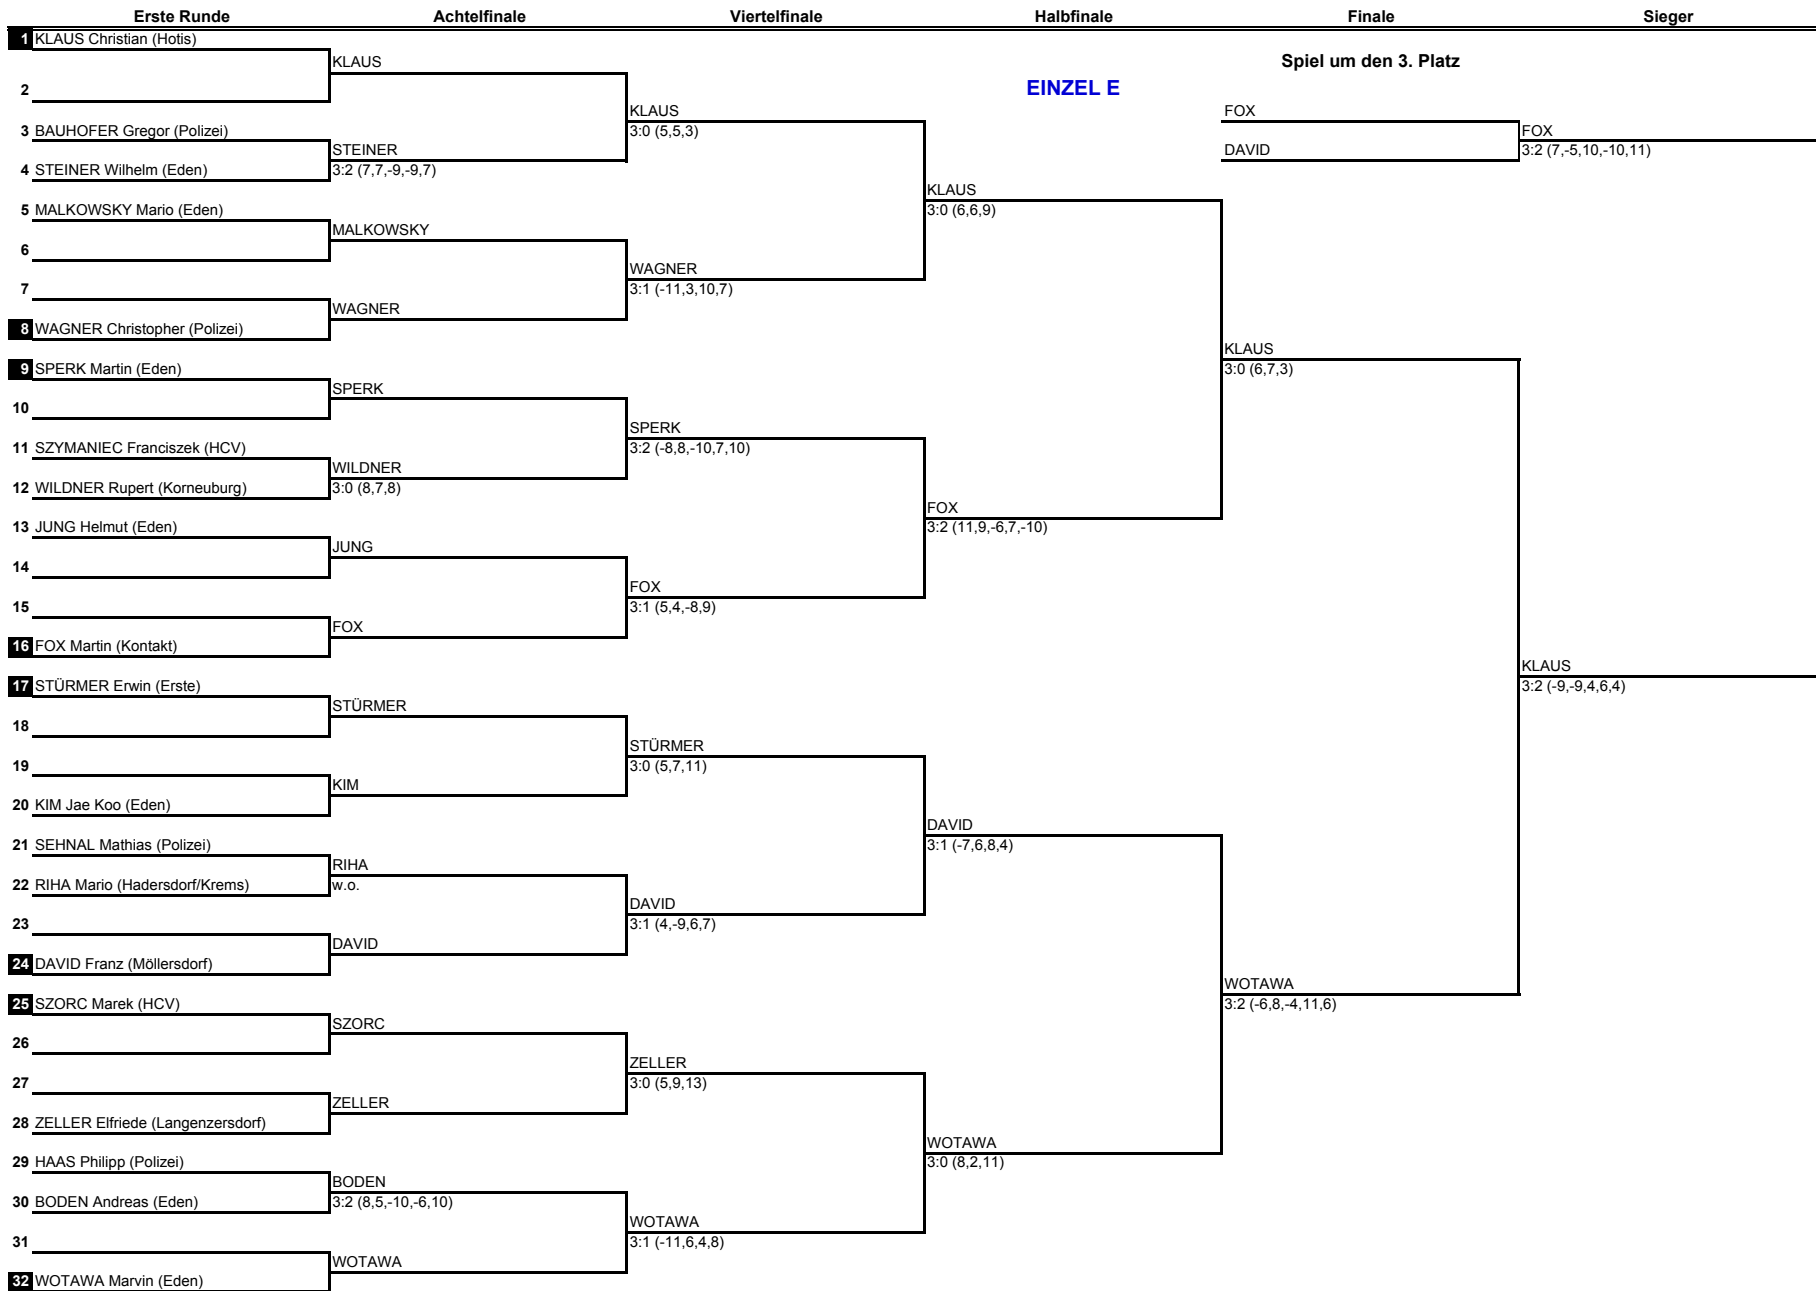 Erste Runde Achtelfinale Viertelfinale Halbfinale Finale Sieger
1 KLAUS Christian (Hotis)
KLAUS
Spiel um den 3. Platz
2
EINZEL E
KLAUS
3:0 (5,5,3)
FOX
3 BAUHOFER Gregor (Polizei)
FOX
3:2 (7,-5,10,-10,11)
STEINER
3:2 (7,7,-9,-9,7)
DAVID
4 STEINER Wilhelm (Eden)
KLAUS
3:0 (6,6,9)
5 MALKOWSKY Mario (Eden)
MALKOWSKY
6
WAGNER
3:1 (-11,3,10,7)
7
WAGNER
8 WAGNER Christopher (Polizei)
KLAUS
3:0 (6,7,3)
9 SPERK Martin (Eden)
SPERK
10
SPERK
3:2 (-8,8,-10,7,10)
11 SZYMANIEC Franciszek (HCV)
WILDNER
3:0 (8,7,8)
12 WILDNER Rupert (Korneuburg)
FOX
3:2 (11,9,-6,7,-10)
13 JUNG Helmut (Eden)
JUNG
14
FOX
3:1 (5,4,-8,9)
15
FOX
16 FOX Martin (Kontakt)
KLAUS
3:2 (-9,-9,4,6,4)
17 STÜRMER Erwin (Erste)
STÜRMER
18
STÜRMER
3:0 (5,7,11)
19
KIM
20 KIM Jae Koo (Eden)
DAVID
3:1 (-7,6,8,4)
21 SEHNAL Mathias (Polizei)
RIHA
w.o.
22 RIHA Mario (Hadersdorf/Krems)
DAVID
3:1 (4,-9,6,7)
23
DAVID
24 DAVID Franz (Möllersdorf)
WOTAWA
3:2 (-6,8,-4,11,6)
25 SZORC Marek (HCV)
SZORC
26
ZELLER
3:0 (5,9,13)
27
ZELLER
28 ZELLER Elfriede (Langenzersdorf)
WOTAWA
3:0 (8,2,11)
29 HAAS Philipp (Polizei)
BODEN
3:2 (8,5,-10,-6,10)
30 BODEN Andreas (Eden)
WOTAWA
3:1 (-11,6,4,8)
31
WOTAWA
32 WOTAWA Marvin (Eden)